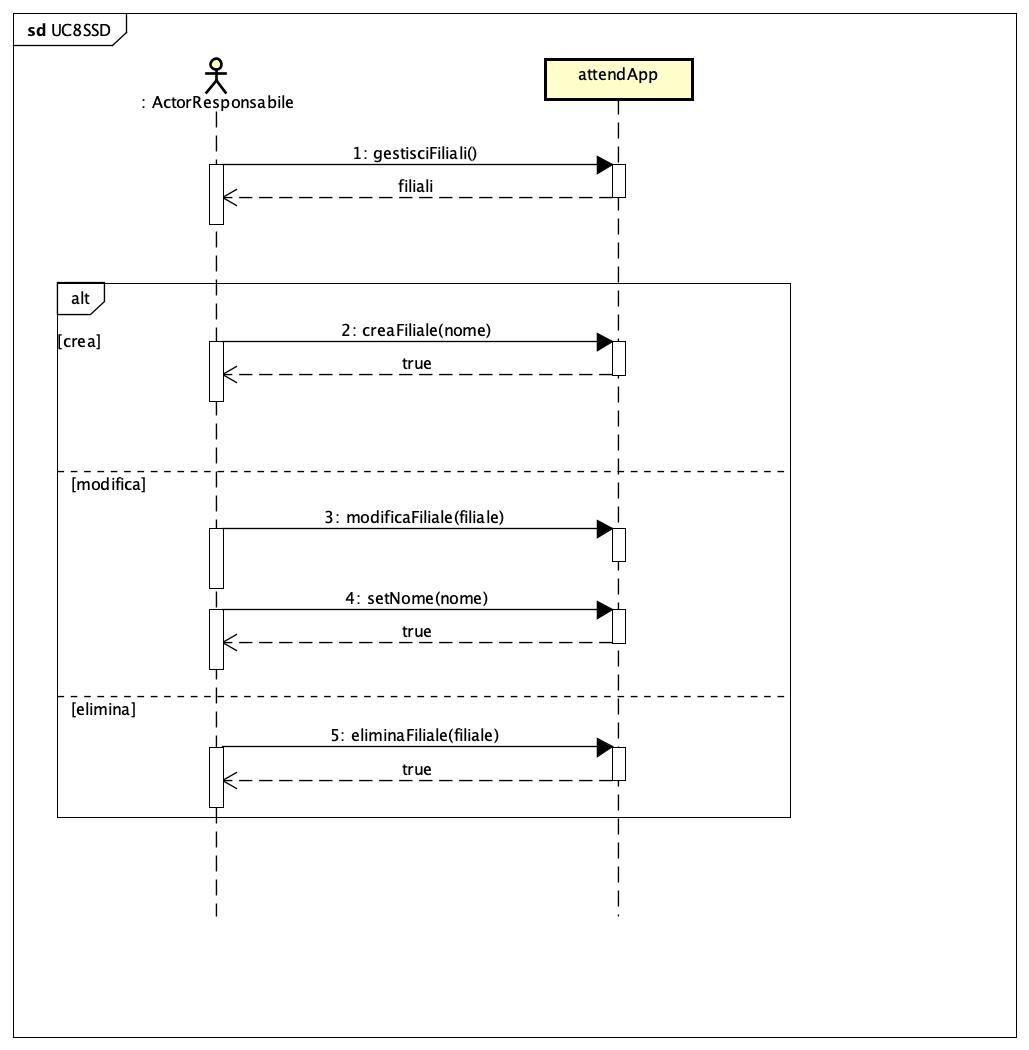 sd UC8SSD
attendApp
: ActorResponsabile
1: gestisciFiliali()
filiali
alt
2: creaFiliale(nome)
[crea]
true
[modifica]
3: modificaFiliale(filiale)
4: setNome(nome)
true
[elimina]
5: eliminaFiliale(filiale)
true